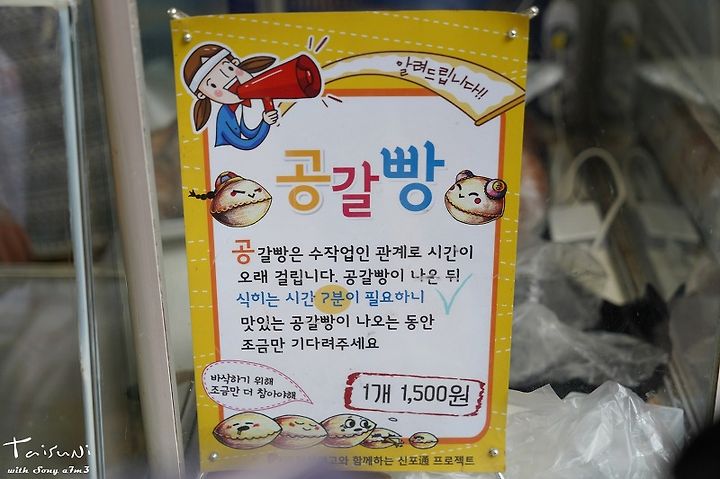 알려드립니다!!
공갈빵
공갈빵은 수작업인 관계로 시간이
오래 걸립니다. 공갈빵이 나온 뒤
식히는 시간 7분이 필요하니
맛있는 공갈빵이 나오는 동안
조금만 기다려주세요
바삭하기 위해
조금만 더 참아야해
1개 1,500원
함께하는 신포通 프로젝트
Taisuni
with Sony a7m3